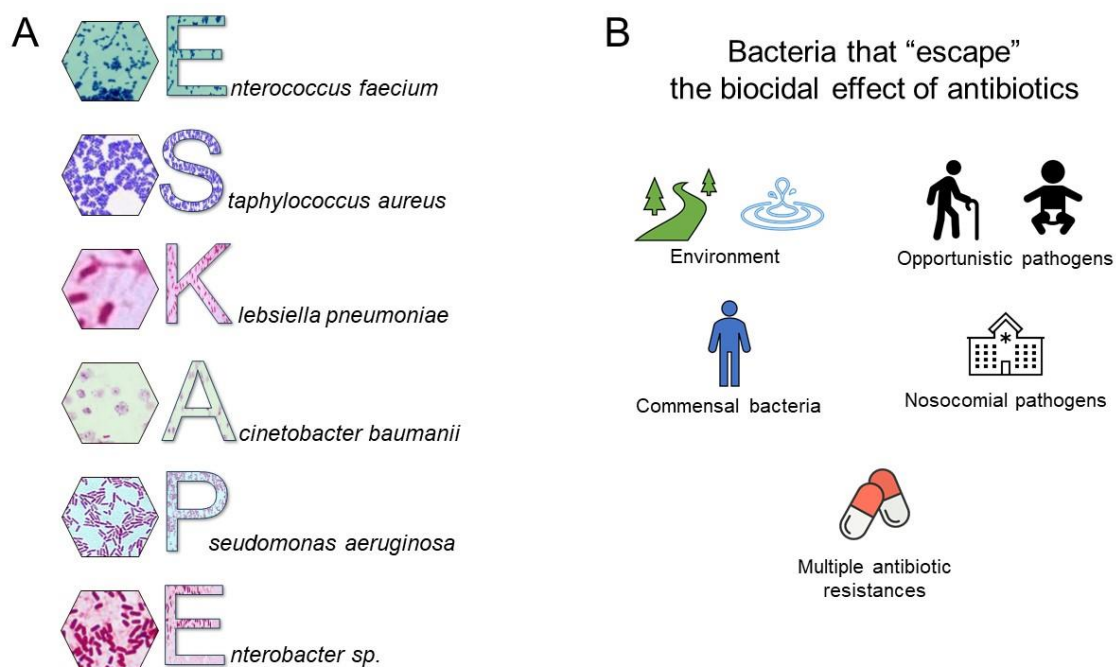 A
Enterococcus faecium
Staphylococcus aureus
Klebsiella pneumoniae
Acinetobacter baumanii
Pseudomonas aeruginosa
Enterobacter sp.
B
Bacteria that “escape”
the biocidal effect of antibiotics
Environment
Opportunistic pathogens
Commensal bacteria
Nosocomial pathogens
Multiple antibiotic
resistances